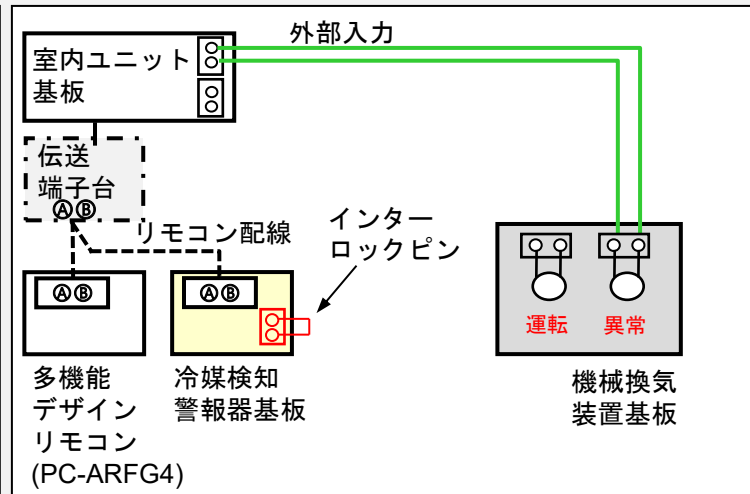 外部入力
室内ユニット
基板
伝送
端子台
ⒶⒷ
リモコン配線
インター
ロックピン
ⒶⒷ
ⒶⒷ
運転
異常
多機能
デザイン
リモコン
(PC-ARFG4)
冷媒検知
警報器基板
機械換気
装置基板